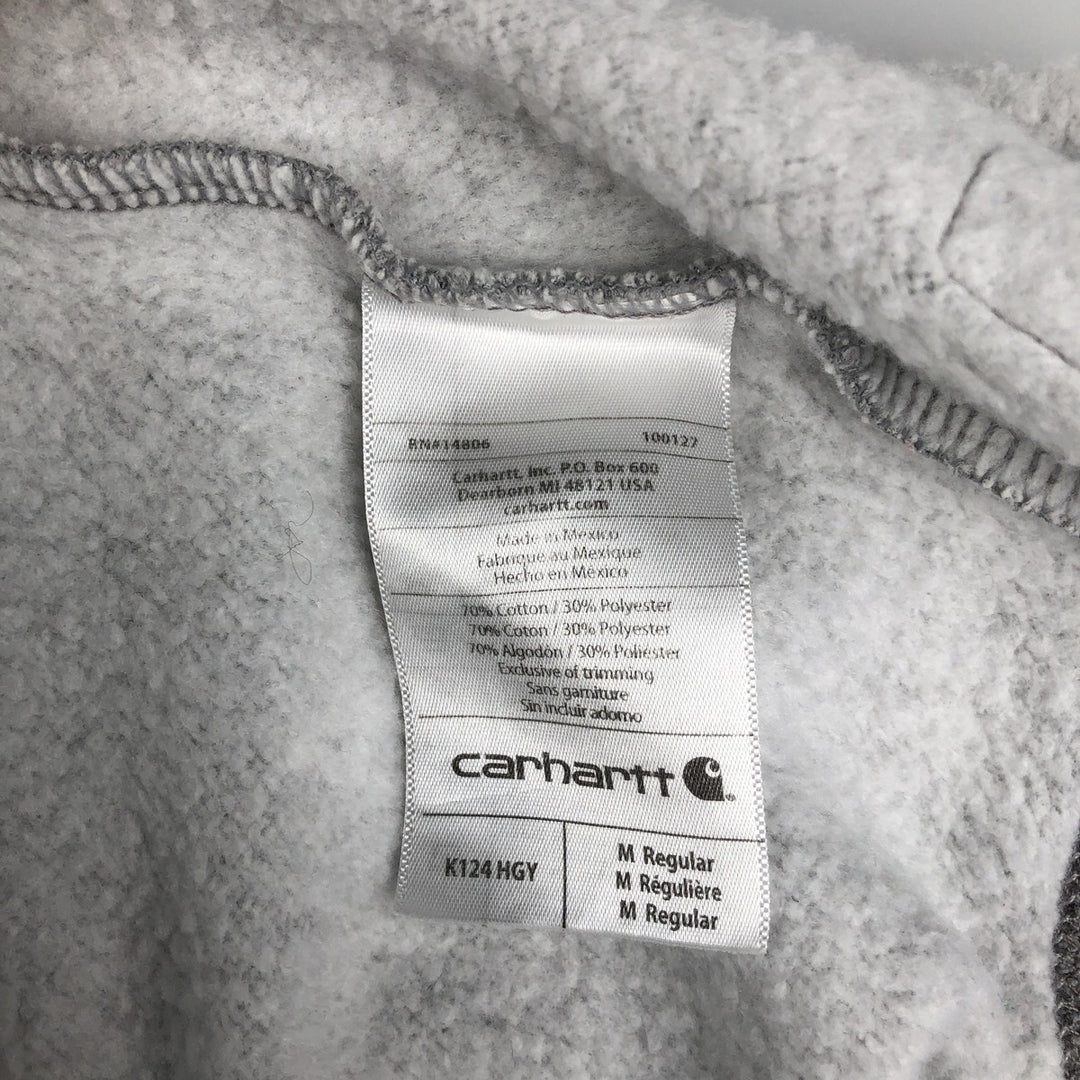 RN#14806 100127
Carhartt, Inc. P.O. Box 600
Dearborn MI 48121 USA
carhartt.com
Made in Mexico
Fabriqué au Mexique
Hecho en México
70% Cotton / 30% Polyester
70% Coton / 30% Polyester
70% Algodón / 30% Poliester
Exclusive of trimming
Sans garniture
Sin incluir adorno
carhartt
K124 HGY
M Regular
M Régulière
M Regular